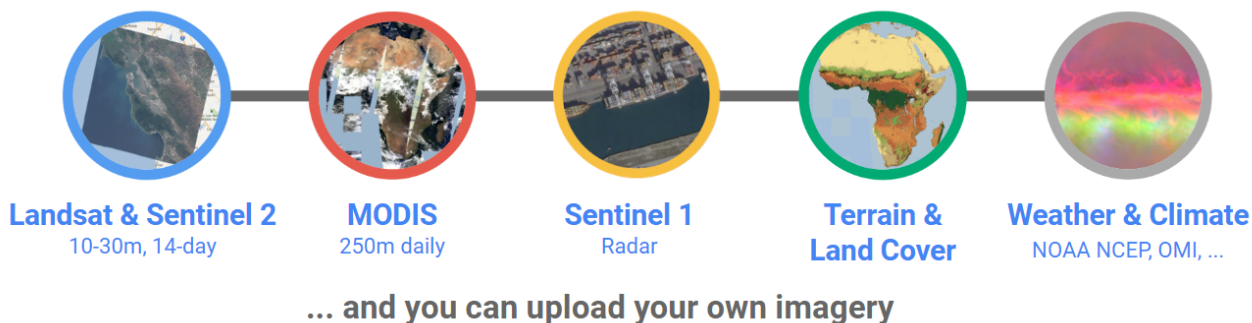 Landsat & Sentinel 2
10-30m, 14-day
MODIS
250m daily
Sentinel 1
Radar
Terrain &
Land Cover
Weather & Climate
NOAA NCEP, OMI, ...
... and you can upload your own imagery